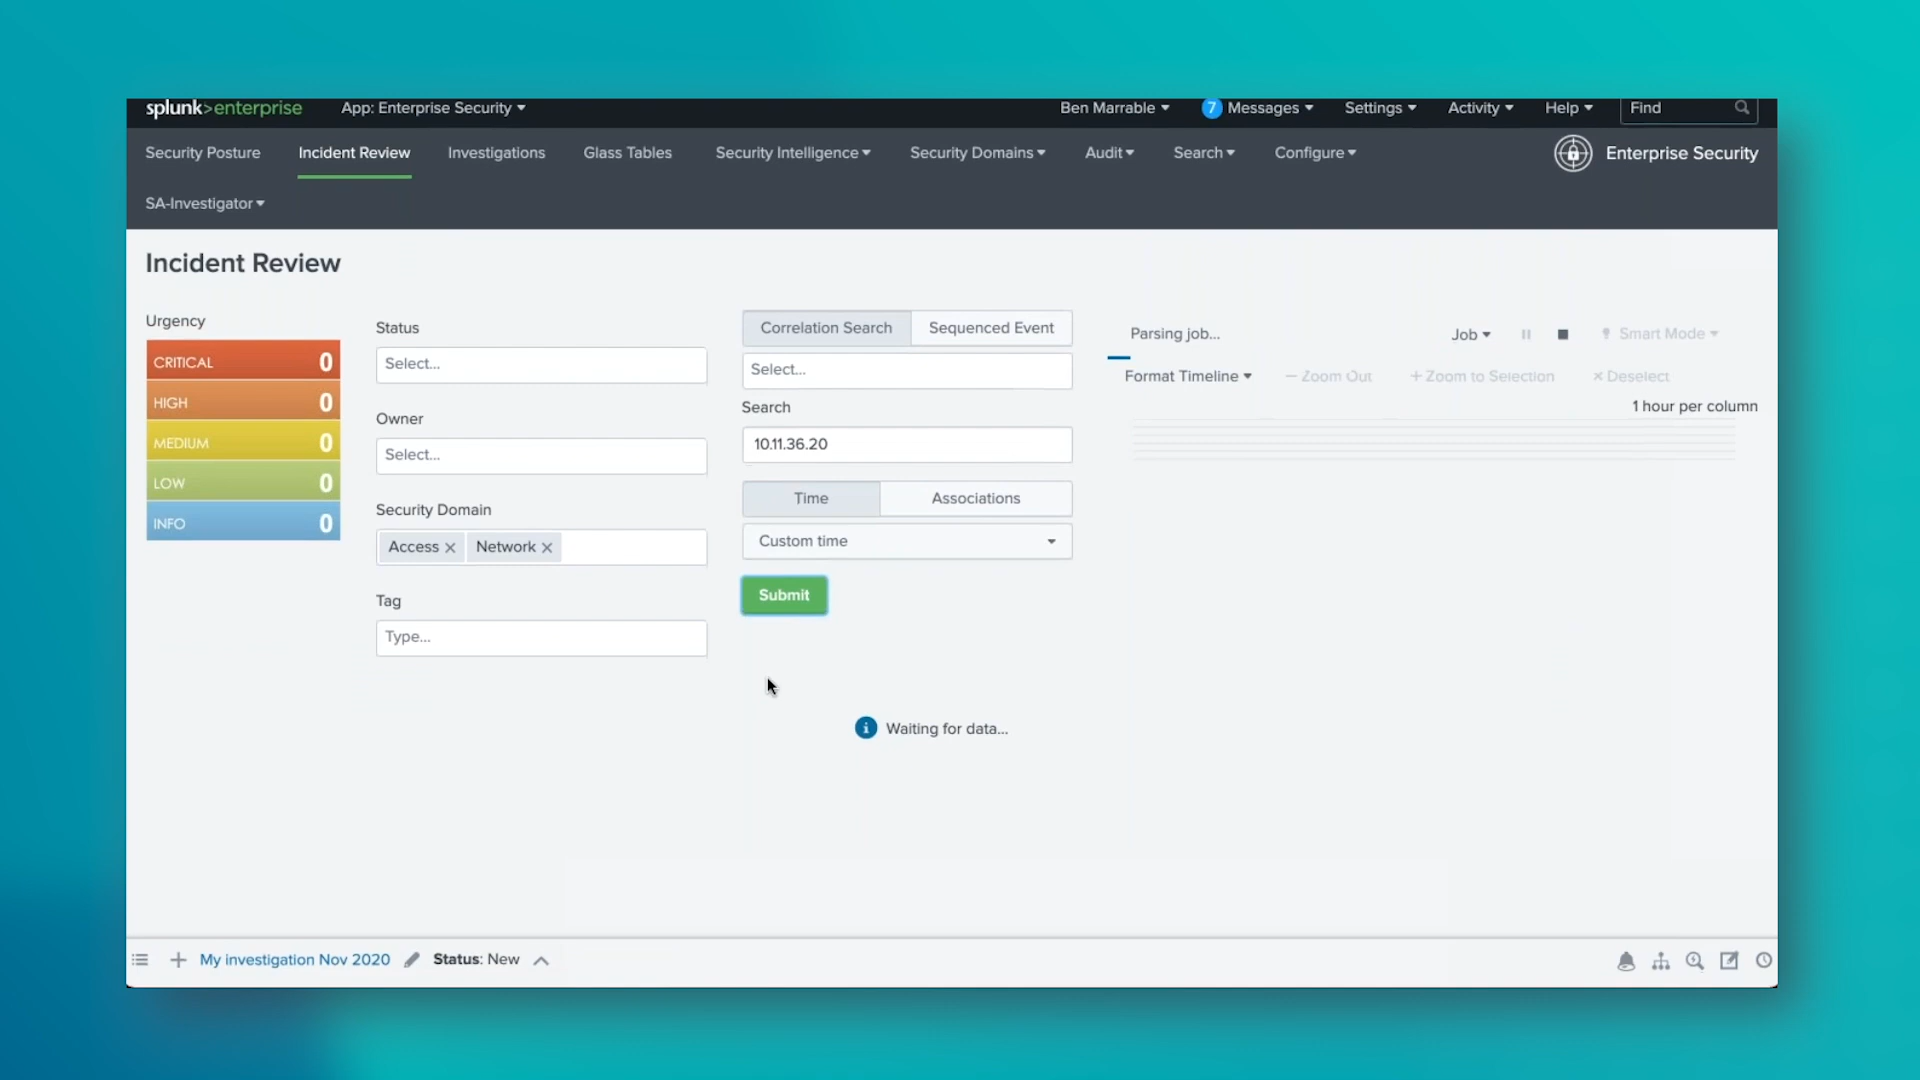 splunk>enterprise App: Enterprise Security Ben Marrable 7 Messages Settings Activity Help Find
Security Posture Incident Review Investigations Glass Tables Security Intelligence Security Domains Audit Search Configure Enterprise Security
SA-Investigator
Incident Review
Urgency
CRITICAL 0
HIGH 0
MEDIUM 0
LOW 0
INFO 0
Status
Select...
Owner
Select...
Security Domain
Access Network
Tag
Type...
Correlation Search Sequenced Event
Select...
Search
10.11.36.20
Time Associations
Custom time
Submit
Parsing job...
Job Smart Mode
Format Timeline − Zoom Out + Zoom to Selection × Deselect
1 hour per column
Waiting for data...
My investigation Nov 2020 Status: New